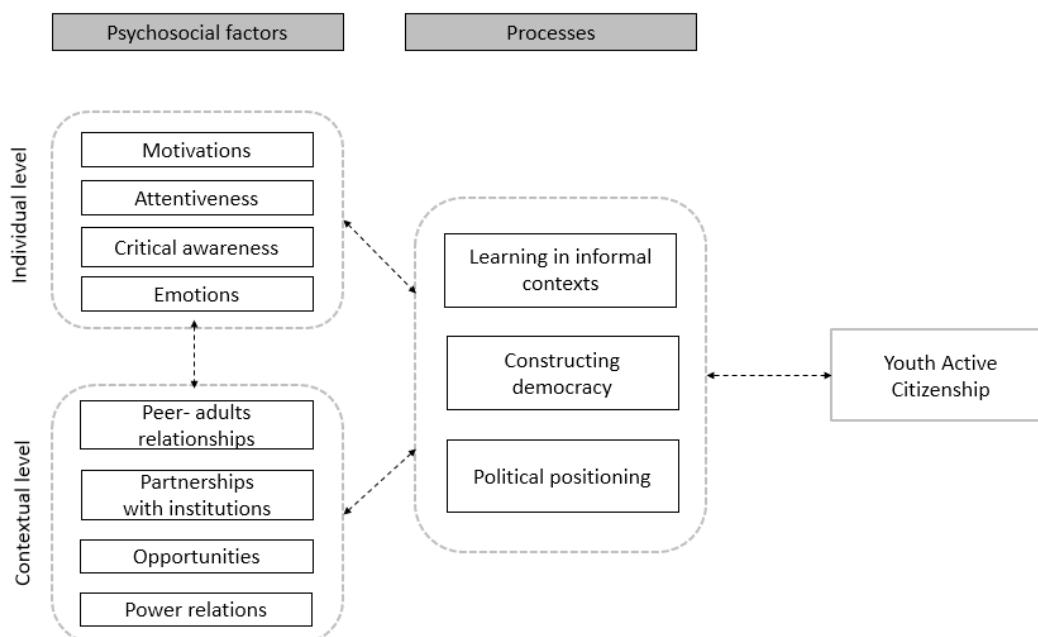 Psychosocial factors
Processes
Individual level
Motivations
Attentiveness
Critical awareness
Emotions
Contextual level
Peer- adults
relationships
Partnerships
with institutions
Opportunities
Power relations
Learning in informal
contexts
Constructing
democracy
Political positioning
Youth Active
Citizenship